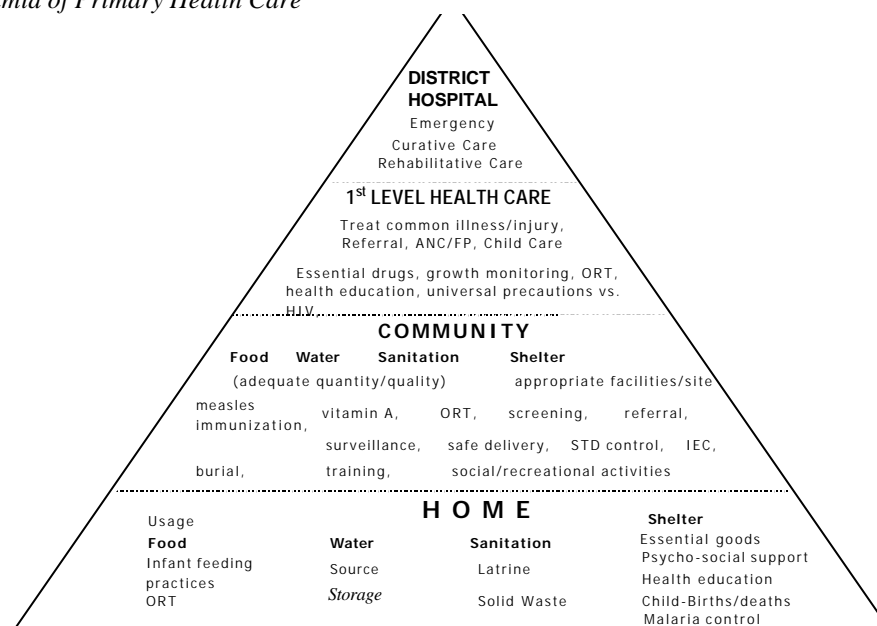 of Primary Health Care
DISTRICT
HOSPITAL
Emergency
Curative Care
Rehabilitative Care
1st LEVEL HEALTH CARE
Treat common illness/injury,
Referral, ANC/FP, Child Care
Essential drugs, growth monitoring, ORT,
health education, universal precautions vs.
HIV,
COMMUNITY
Food Water Sanitation Shelter
(adequate quantity/quality) appropriate facilities/site
measles
immunization, vitamin A, ORT, screening, referral,
surveillance, safe delivery, STD control, IEC,
burial, training, social/recreational activities
HOME
Usage
Food
Infant feeding
practices
ORT
Water
Source
Storage
Sanitation
Latrine
Solid Waste
Shelter
Essential goods
Psycho-social support
Health education
Child-Births/deaths
Malaria control